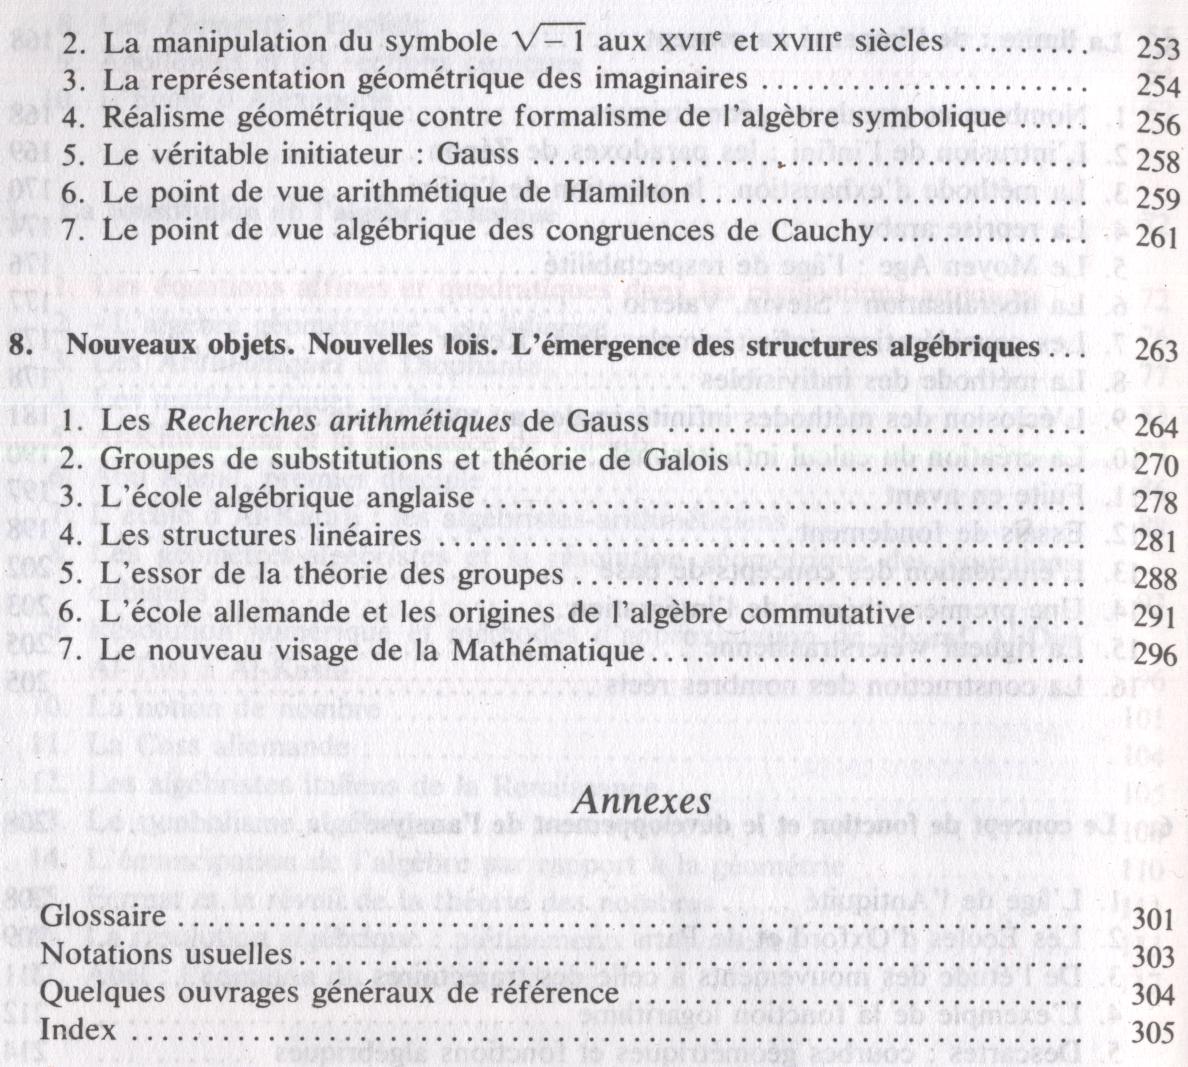 2. La manipulation du symbole √−1 aux XVIIe et XVIIIe siècles ........ 253
3. La représentation géométrique des imaginaires .................... 254
4. Réalisme géométrique contre formalisme de l'algèbre symbolique ..... 256
5. Le véritable initiateur : Gauss .................... 258
6. Le point de vue arithmétique de Hamilton .................... 259
7. Le point de vue algébrique des congruences de Cauchy .............. 261
8. Nouveaux objets. Nouvelles lois. L'émergence des structures algébriques ... 263
1. Les Recherches arithmétiques de Gauss .................... 264
2. Groupes de substitutions et théorie de Galois .................... 270
3. L'école algébrique anglaise .................... 278
4. Les structures linéaires .................... 281
5. L'essor de la théorie des groupes .................... 288
6. L'école allemande et les origines de l'algèbre commutative ........... 291
7. Le nouveau visage de la Mathématique .................... 296
Annexes
Glossaire .................... 301
Notations usuelles .................... 303
Quelques ouvrages généraux de référence .................... 304
Index .................... 305